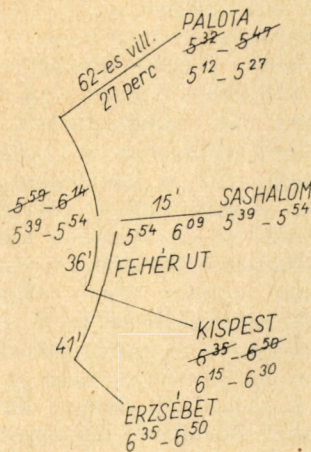 PALOTA
5³² – 5⁴⁷
5¹² – 5²⁷
62-es vill.
27 perc
5⁵⁹ – 6¹⁴
5³⁹ – 5⁵⁴
15'
SASHALOM
5⁵⁴ 6⁰⁹ 5³⁹ – 5⁵⁴
FEHÉR UT
36'
41'
KISPEST
6³⁵ – 6⁵⁰
6¹⁵ – 6³⁰
ERZSÉBET
6³⁵ – 6⁵⁰